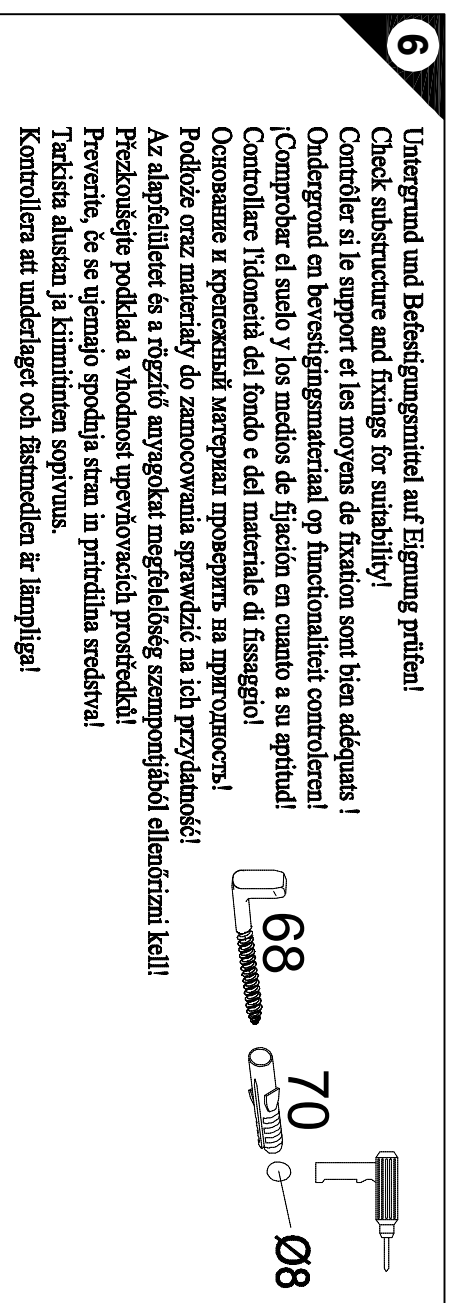 6
Untergrund und Befestigungsmittel auf Eignung prüfen!
Check substructure and fixings for suitability!
Contrôler si le support et les moyens de fixation sont bien adéquats !
Ondergrond en bevestigingsmateriaal op functionaliteit controleren!
¡Comprobar el suelo y los medios de fijación en cuanto a su aptitud!
Controllare l'idoneità del fondo e del materiale di fissaggio!
Основание и крепежный материал проверить на пригодность!
Podłoże oraz materiały do zamocowania sprawdzić na ich przydatność!
Az alapfelületet és a rögzítő anyagokat megfelelőség szempontjából ellenőrizni kell!
Přezkoušejte podklad a vhodnost upevňovacích prostředků!
Preverite, če se ujemajo spodnja stran in pritrdilna sredstva!
Tarkista alustan ja kiinnitinten sopivuus.
Kontrollera att underlaget och fästmedlen är lämpliga!
68
70
Ø8